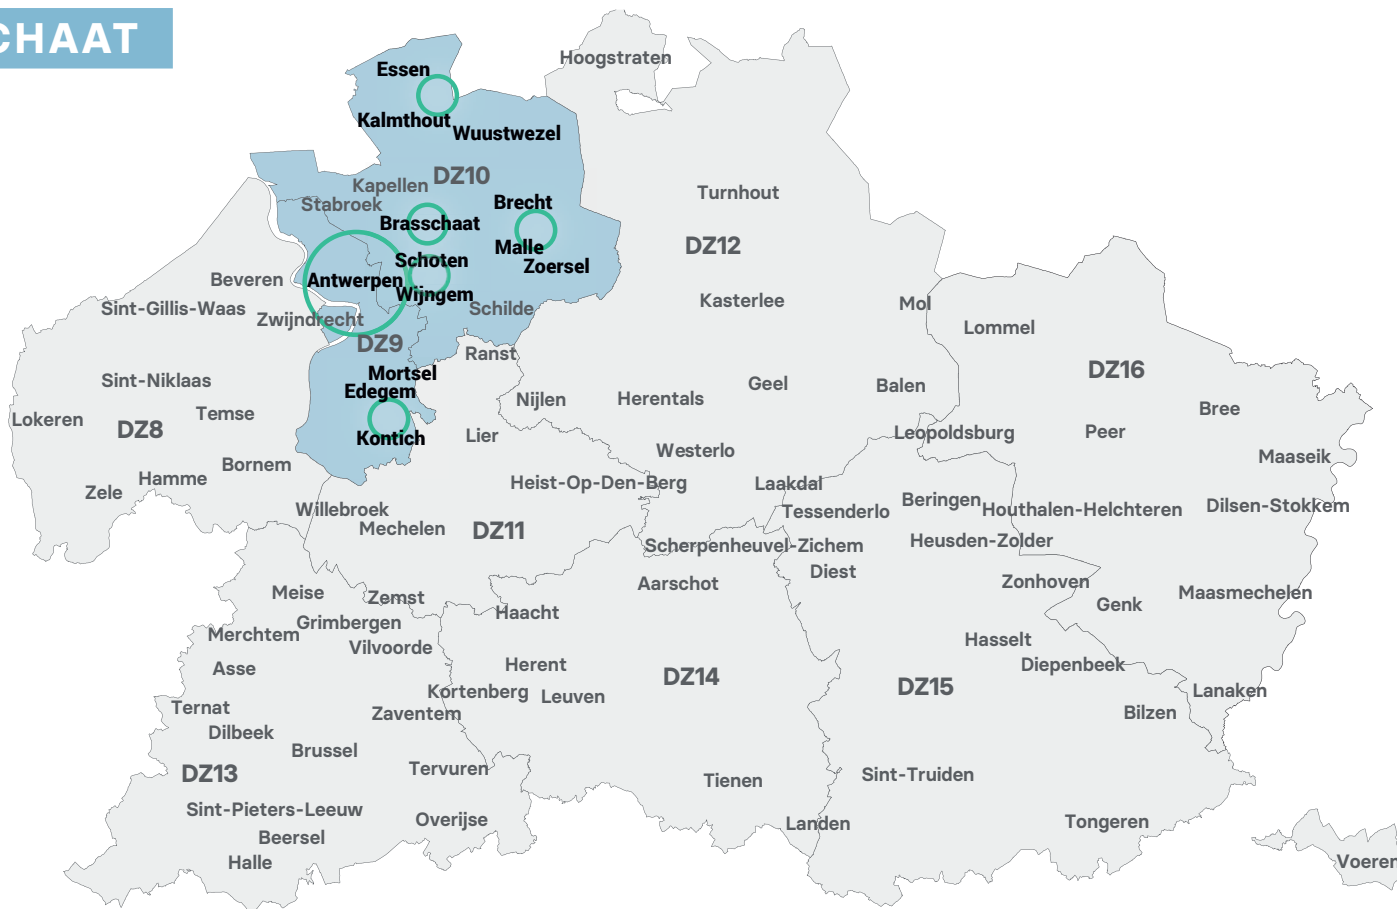 CHAAT
Hoogstraten
Essen
Kalmthout
Wuustwezel
DZ10
Kapellen
Stabroek
Brecht
Brasschaat
Malle
Zoersel
Schoten
Antwerpen
Wijngem
Schilde
Turnhout
DZ12
Beveren
Sint-Gillis-Waas
Zwijndrecht
Kasterlee
Mol
Lommel
DZ9
Ranst
DZ16
Mortsel
Edegem
Sint-Niklaas
Geel
Balen
Nijlen
Herentals
Bree
Lokeren
Temse
DZ8
Kontich
Lier
Leopoldsburg
Peer
Westerlo
Maaseik
Bornem
Hamme
Zele
Heist-Op-Den-Berg
Laakdal
Beringen
Willebroek
Tessenderlo
Houthalen-Helchteren
Dilsen-Stokkem
Mechelen
DZ11
Scherpenheuvel-Zichem
Heusden-Zolder
Diest
Aarschot
Zonhoven
Meise
Zemst
Maasmechelen
Genk
Haacht
Grimbergen
Merchtem
Vilvoorde
Hasselt
Asse
Herent
Diepenbeek
DZ14
DZ15
Kortenberg
Leuven
Lanaken
Ternat
Zaventem
Bilzen
Dilbeek
Brussel
DZ13
Tervuren
Sint-Truiden
Tienen
Sint-Pieters-Leeuw
Overijse
Landen
Tongeren
Beersel
Halle
Voeren